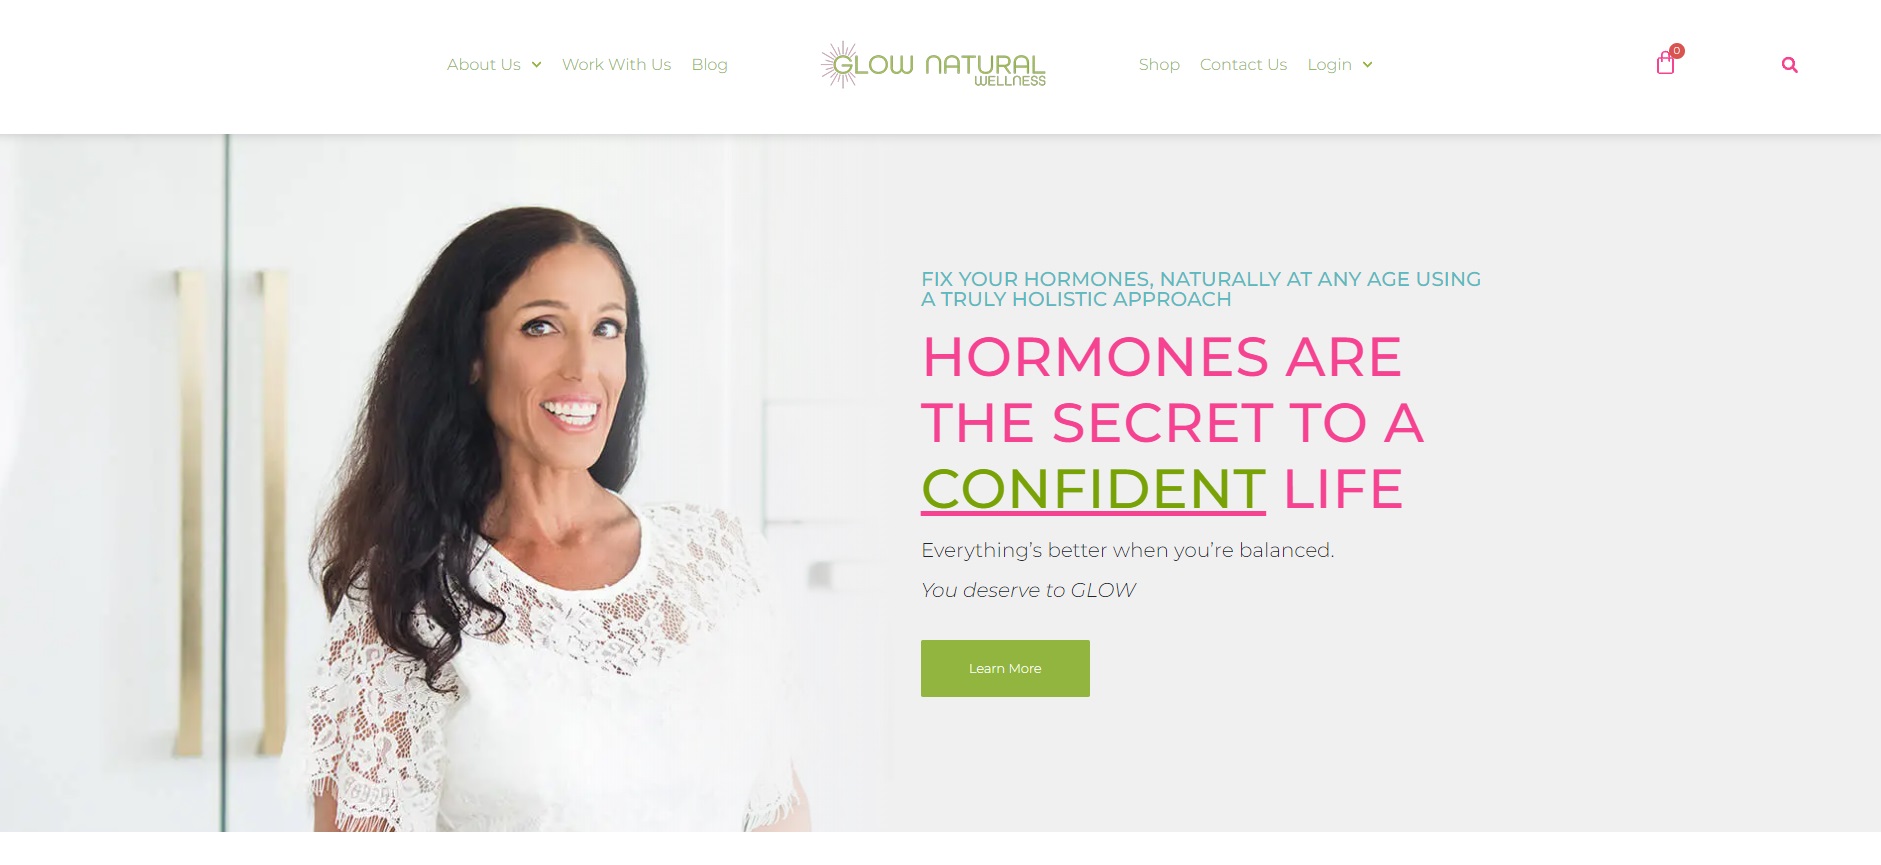 About Us
Work With Us
Blog
GLOW NATURAL
WELLNESS
Shop
Contact Us
Login
0
FIX YOUR HORMONES, NATURALLY AT ANY AGE USING
A TRULY HOLISTIC APPROACH
HORMONES ARE
THE SECRET TO A
CONFIDENT LIFE
Everything’s better when you’re balanced.
You deserve to GLOW
Learn More